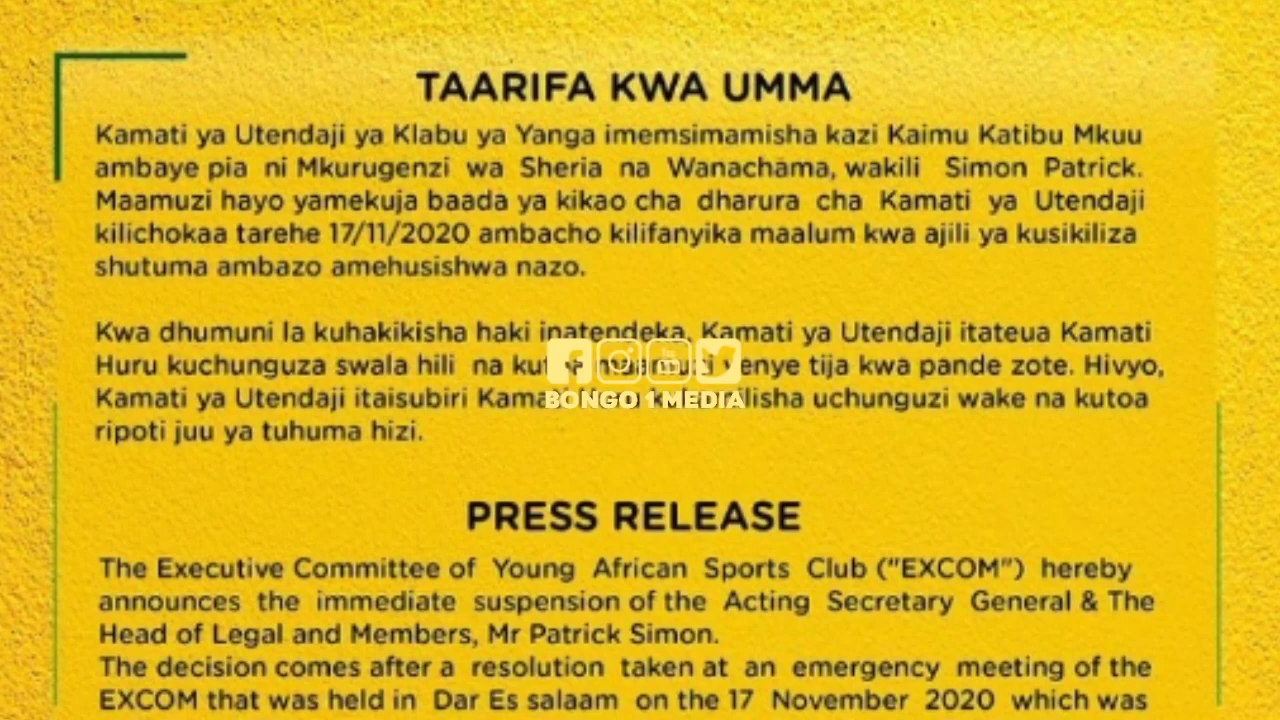 TAARIFA KWA UMMA
Kamati ya Utendaji ya Klabu ya Yanga imemsimamisha kazi Kaimu Katibu Mkuu
ambaye pia ni Mkurugenzi wa Sheria na Wanachama, wakili Simon Patrick.
Maamuzi hayo yamekuja baada ya kikao cha dharura cha Kamati ya Utendaji
kilichokaa tarehe 17/11/2020 ambacho kilifanyika maalum kwa ajili ya kusikiliza
shutuma ambazo amehusishwa nazo.
Kwa dhumuni la kuhakikisha haki inatendeka, Kamati ya Utendaji itateua Kamati
Huru kuchunguza swala hili na maamuzi yenye tija kwa pande zote. Hivyo,
BONGO 1 MEDIA
Kamati ya Utendaji itaisubiri uchunguzi wake na kutoa
ripoti juu ya tuhuma hizi.
PRESS RELEASE
The Executive Committee of Young African Sports Club ("EXCOM") hereby
announces the immediate suspension of the Acting Secretary General & The
Head of Legal and Members, Mr Patrick Simon.
The decision comes after a resolution taken at an emergency meeting of the
EXCOM that was held in Dar Es salaam on the 17 November 2020 which was